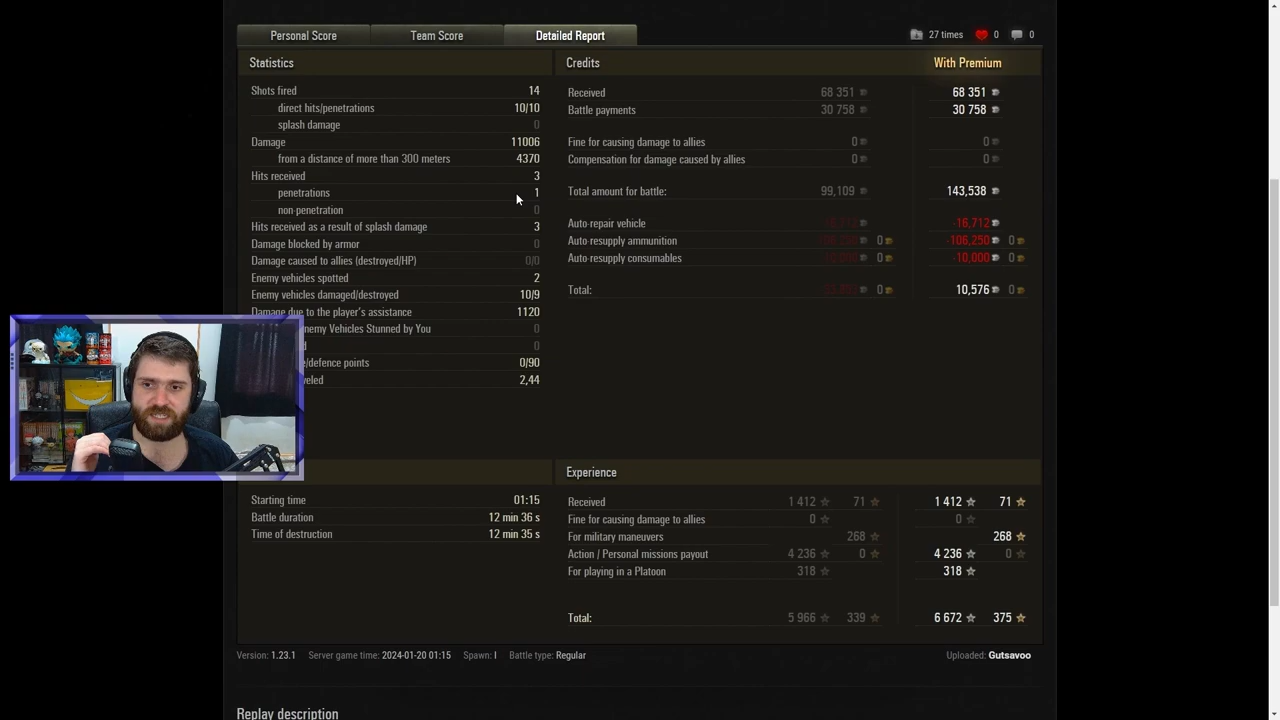 Personal Score Team Score Detailed Report 27 times 0 0
Statistics
Shots fired 14
direct hits/penetrations 10/10
splash damage 0
Damage 11006
from a distance of more than 300 meters 4370
Hits received 3
penetrations 1
non-penetration 0
Hits received as a result of splash damage 3
Damage blocked by armor 0
Damage caused to allies (destroyed/HP) 0/0
Enemy vehicles spotted 2
Enemy vehicles damaged/destroyed 10/9
Damage due to the player's assistance 1120
nemy Vehicles Stunned by You 0
d 0
e/defence points 0/90
veled 2,44
Credits With Premium
Received 68 351 68 351
Battle payments 30 758 30 758
Fine for causing damage to allies 0 0
Compensation for damage caused by allies 0 0
Total amount for battle: 99,109 143,538
Auto-repair vehicle -16,712
Auto-resupply ammunition 0 -106,250 0
Auto-resupply consumables 0 -10,000 0
Total: 0 10,576 0
Starting time 01:15
Battle duration 12 min 36 s
Time of destruction 12 min 35 s
Experience
Received 1 412 71 1 412 71
Fine for causing damage to allies 0 0
For military maneuvers 268 268
Action / Personal missions payout 4 236 0 4 236 0
For playing in a Platoon 318 318
Total: 5 966 339 6 672 375
Version: 1.23.1 Server game time: 2024-01-20 01:15 Spawn: I Battle type: Regular Uploaded: Gutsavoo
Replay description